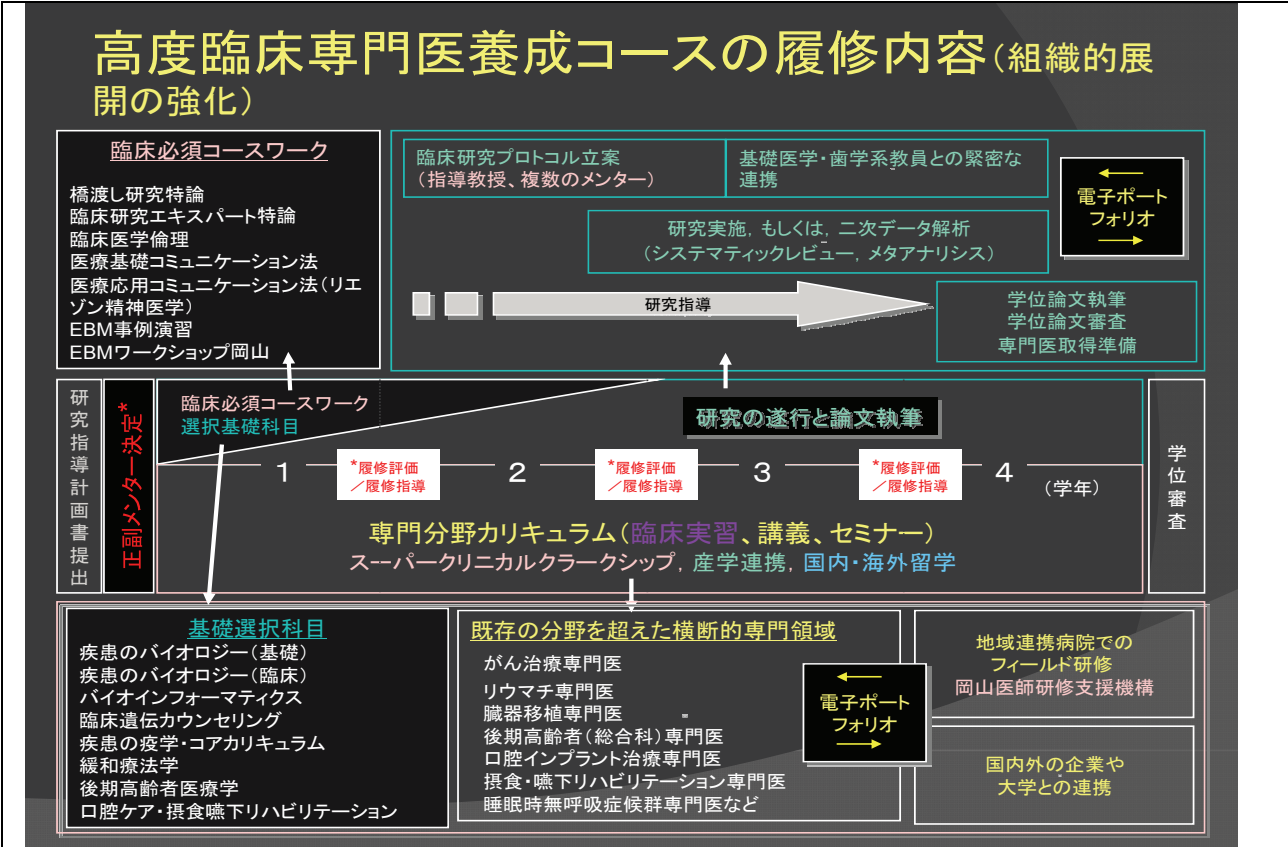 高度臨床専門医養成コースの履修内容(組織的展
開の強化)
臨床必須コースワーク
橋渡し研究特論
臨床研究エキスパート特論
臨床医学倫理
医療基礎コミュニケーション法
医療応用コミュニケーション法(リエ
ゾン精神医学)
EBM事例演習
EBMワークショップ岡山
臨床研究プロトコル立案
(指導教授、複数のメンター)
基礎医学・歯学系教員との緊密な
連携
電子ポート
フォリオ
研究実施, もしくは, 二次データ解析
(システマティックレビュー, メタアナリシス)
研究指導
学位論文執筆
学位論文審査
専門医取得準備
研究指導計画書提出
正副メンター決定*
臨床必須コースワーク
選択基礎科目
研究の遂行と論文執筆
1
*履修評価
/履修指導
2
*履修評価
/履修指導
3
*履修評価
/履修指導
4
(学年)
専門分野カリキュラム(臨床実習、講義、セミナー)
スーパークリニカルクラークシップ, 産学連携, 国内・海外留学
学位審査
基礎選択科目
疾患のバイオロジー(基礎)
疾患のバイオロジー(臨床)
バイオインフォーマティクス
臨床遺伝カウンセリング
疾患の疫学・コアカリキュラム
緩和療法学
後期高齢者医療学
口腔ケア・摂食嚥下リハビリテーション
既存の分野を超えた横断的専門領域
がん治療専門医
リウマチ専門医
臓器移植専門医
後期高齢者(総合科)専門医
口腔インプラント治療専門医
摂食・嚥下リハビリテーション専門医
睡眠時無呼吸症候群専門医など
電子ポート
フォリオ
地域連携病院での
フィールド研修
岡山医師研修支援機構
国内外の企業や
大学との連携